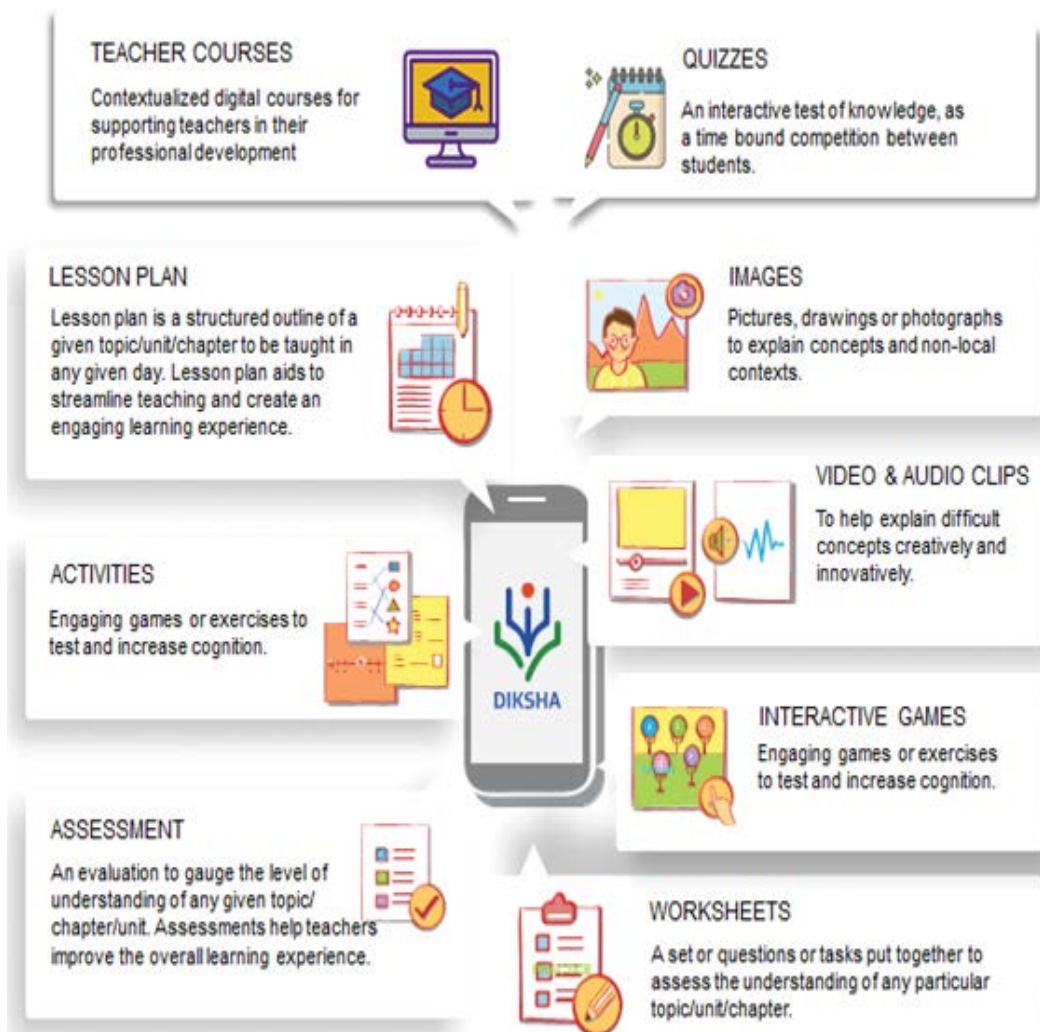 TEACHER COURSES
Contextualized digital courses for
supporting teachers in their
professional development
QUIZZES
An interactive test of knowledge, as
a time bound competition between
students.
LESSON PLAN
Lesson plan is a structured outline of a
given topic/unit/chapter to be taught in
any given day. Lesson plan aids to
streamline teaching and create an
engaging learning experience.
IMAGES
Pictures, drawings or photographs
to explain concepts and non-local
contexts.
VIDEO & AUDIO CLIPS
To help explain difficult
concepts creatively and
innovatively.
ACTIVITIES
Engaging games or exercises to
test and increase cognition.
DIKSHA
INTERACTIVE GAMES
Engaging games or exercises
to test and increase cognition.
ASSESSMENT
An evaluation to gauge the level of
understanding of any given topic/
chapter/unit. Assessments help teachers
improve the overall learning experience.
WORKSHEETS
A set or questions or tasks put together to
assess the understanding of any particular
topic/unit/chapter.